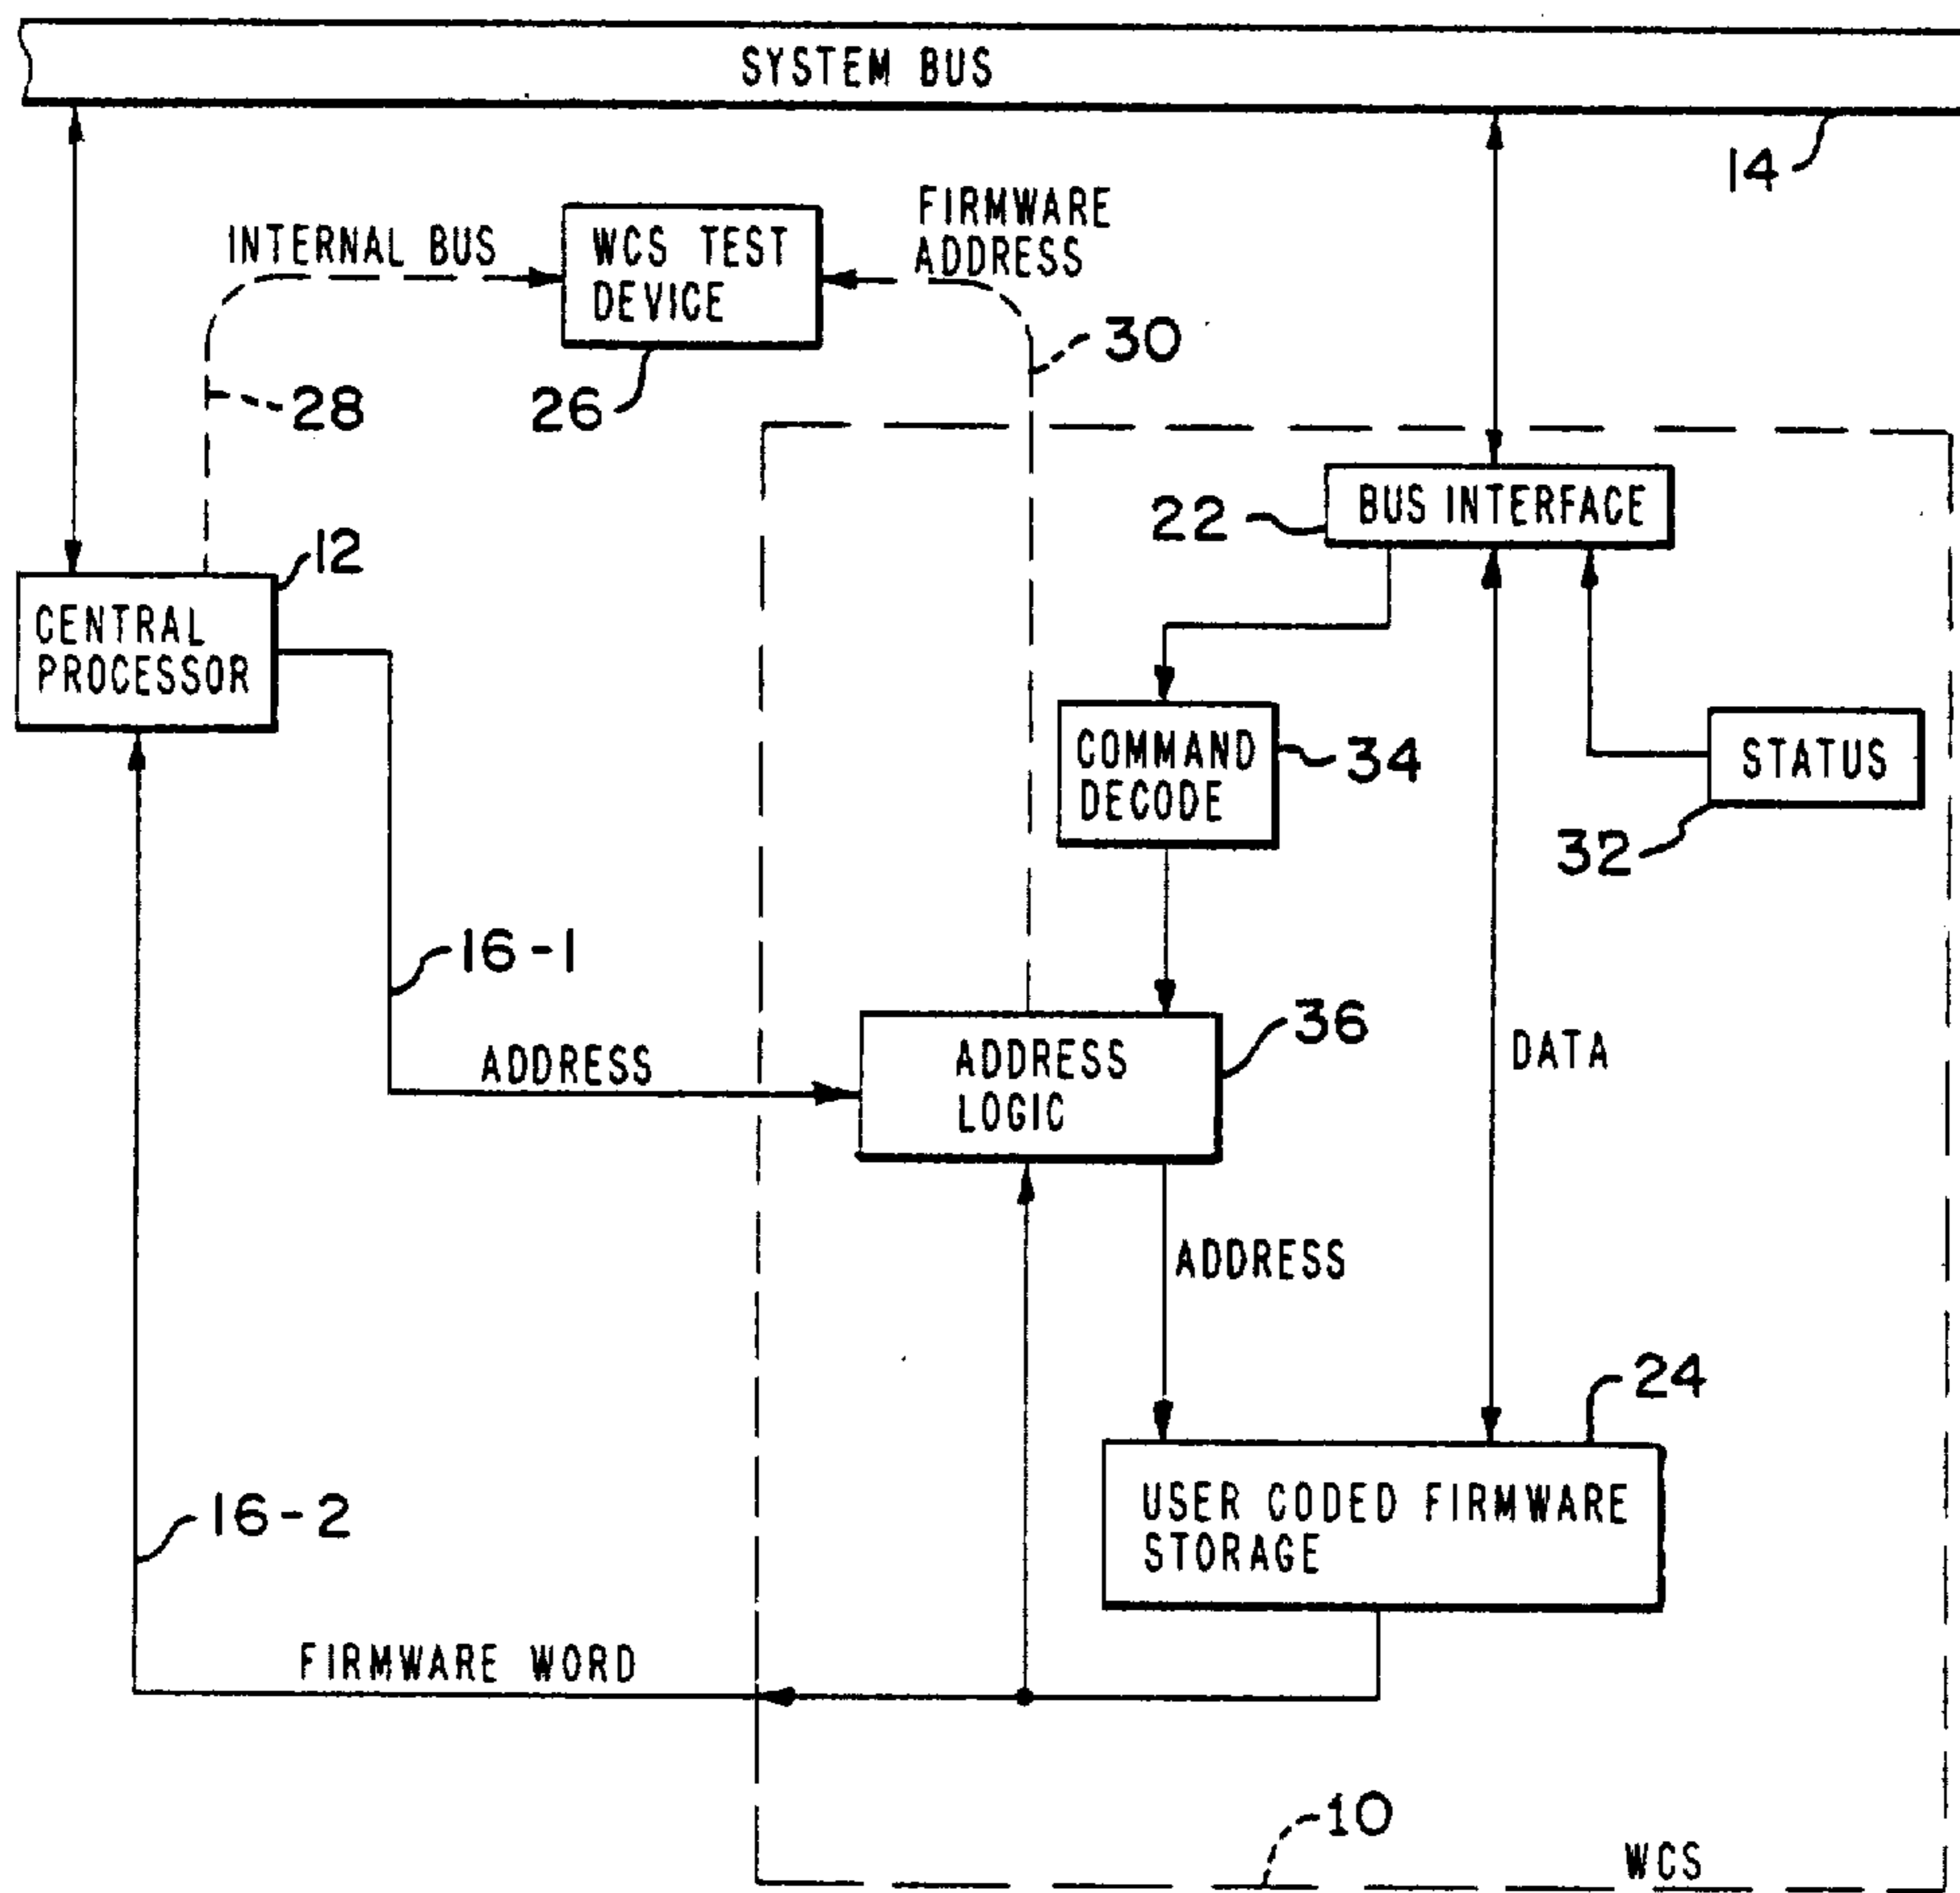 SYSTEM BUS
14
INTERNAL BUS
WCS TEST
DEVICE
FIRMWARE
ADDRESS
30
28
26
22
BUS INTERFACE
12
CENTRAL
PROCESSOR
COMMAND
DECODE
34
STATUS
32
16-1
36
ADDRESS
ADDRESS
LOGIC
DATA
ADDRESS
24
USER CODED FIRMWARE
STORAGE
16-2
FIRMWARE WORD
10
WCS